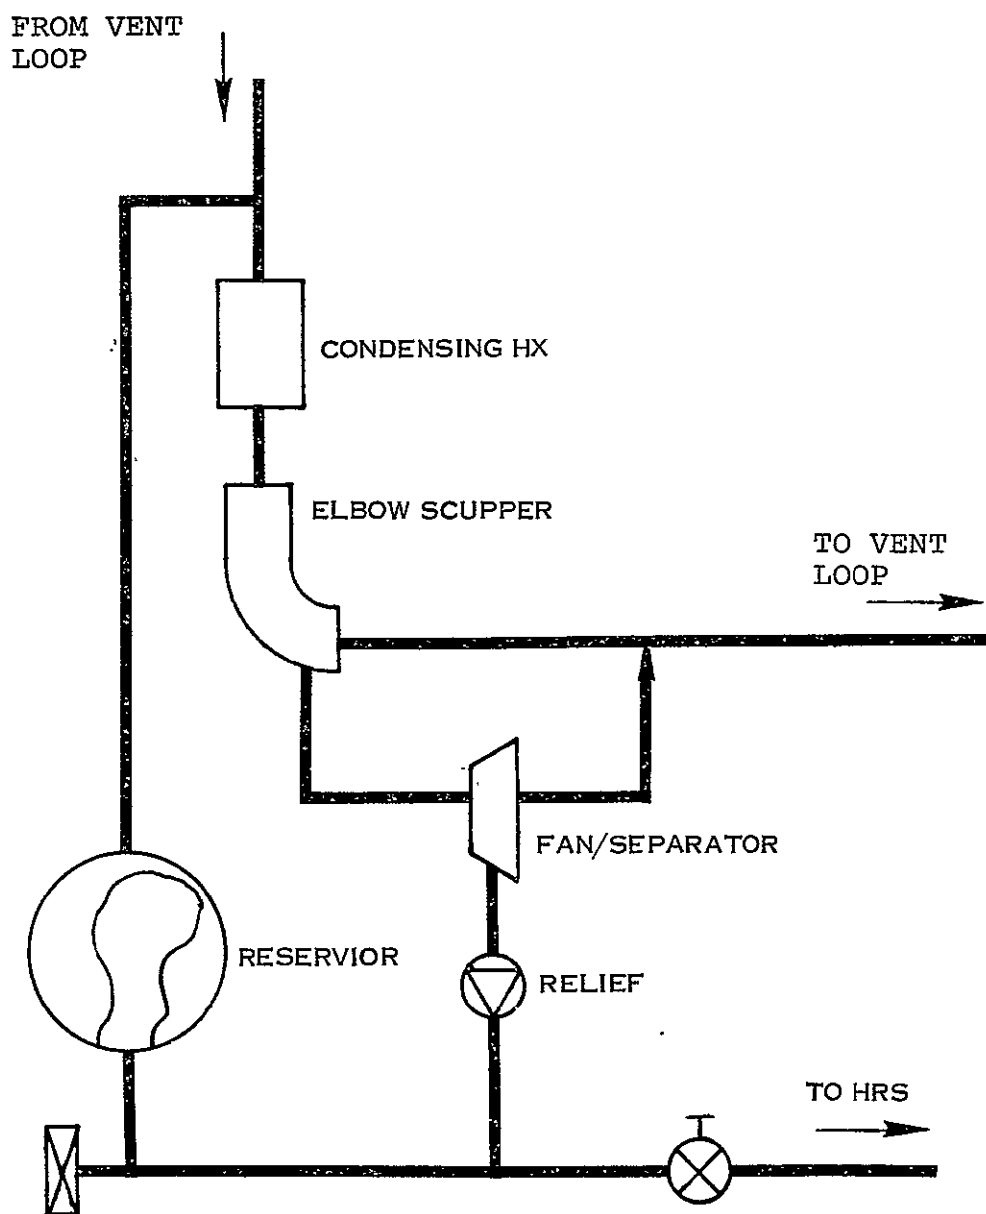 FROM VENT
LOOP
CONDENSING HX
ELBOW SCUPPER
TO VENT
LOOP
FAN/SEPARATOR
RESERVIOR
RELIEF
TO HRS